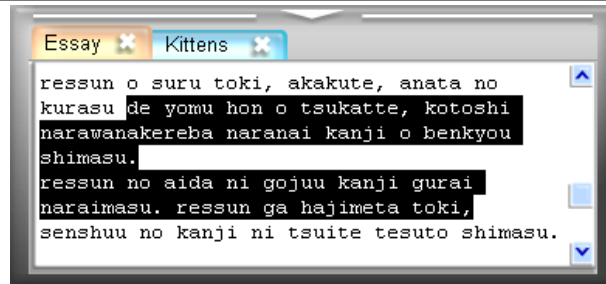 Essay Kittens
ressun o suru toki, akakute, anata no
kurasu de yomu hon o tsukatte, kotoshi
narawanakereba naranai kanji o benkyou
shimasu.
ressun no aida ni gojuu kanji gurai
naraimasu. ressun ga hajimeta toki,
senshuu no kanji ni tsuite tesuto shimasu.